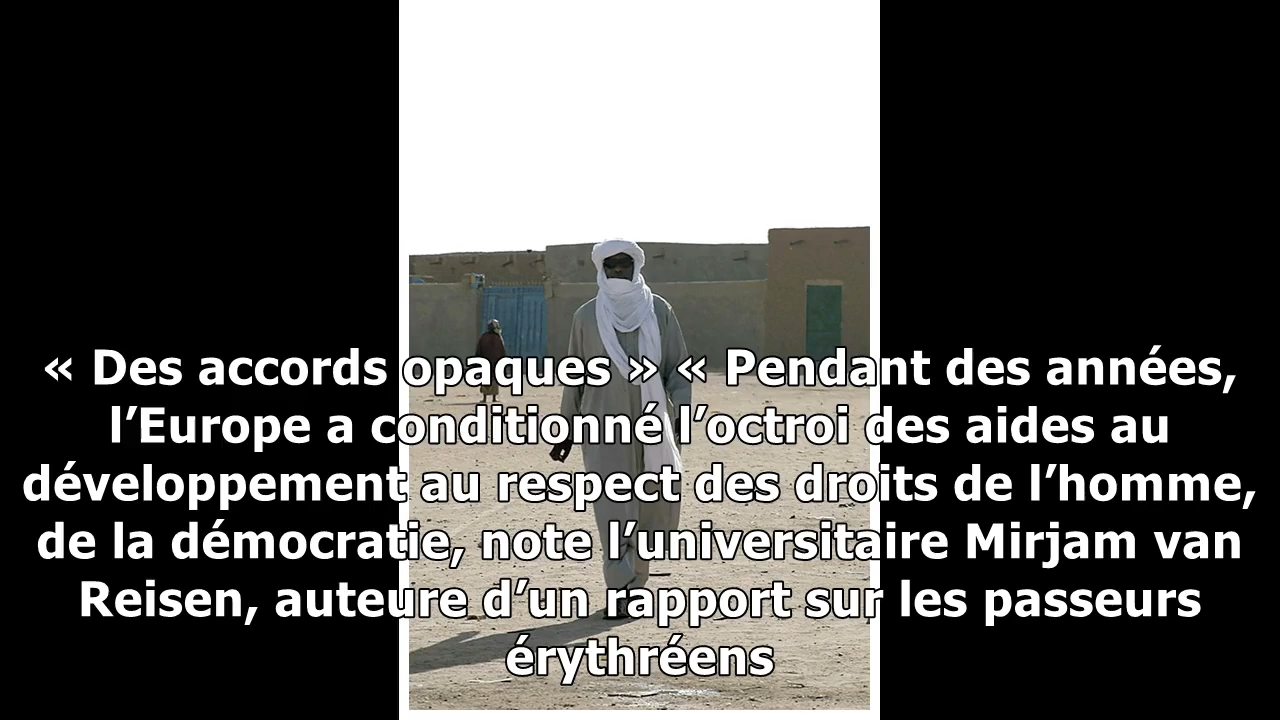 « Des accords opaques » « Pendant des années,
l’Europe a conditionné l’octroi des aides au
développement au respect des droits de l’homme,
de la démocratie, note l’universitaire Mirjam van
Reisen, auteure d’un rapport sur les passeurs
érythréens